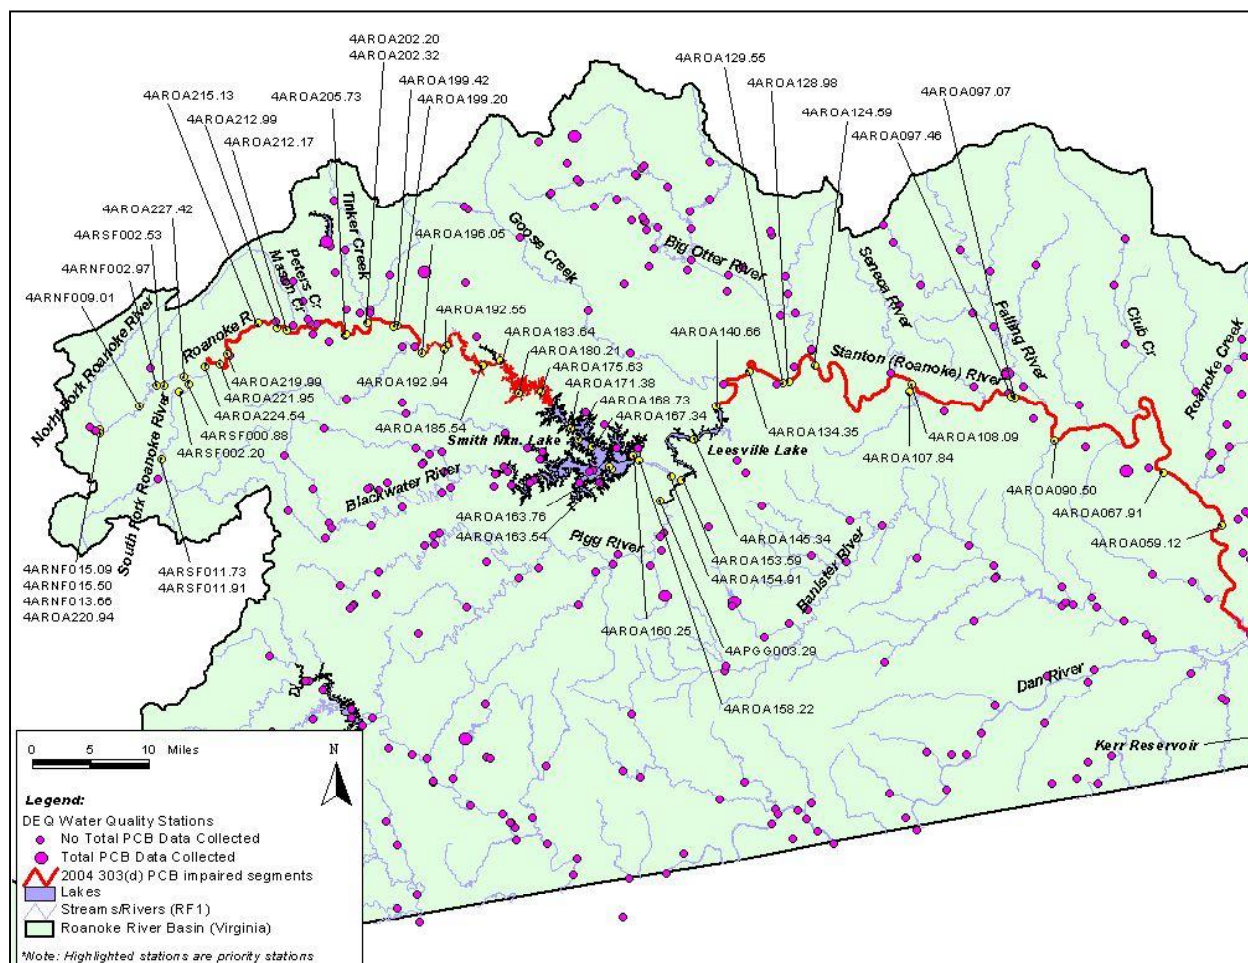 4AROA202.20
4AROA202.32
4AROA129.55
4AROA128.98
4AROA199.42
4AROA199.20
4AROA097.07
4AROA215.13
4AROA205.73
4AROA124.59
4AROA212.99
4AROA097.46
4AROA212.17
Tinker Creek
Goose Creek
Big Otter River
Seneca River
Falling River
Club Cr
Roanoke Creek
4AROA227.42
4ARSF002.53
4ARNF002.97
4ARNF009.01
Peters Cr
Mason Cr
4AROA196.05
North Fork Roanoke River
Roanoke R.
4AROA192.55
4AROA183.64
4AROA140.66
Stanton (Roanoke) River
4AROA180.21
4AROA175.63
4AROA171.38
4AROA168.73
4AROA167.34
4AROA219.99
4AROA192.94
4AROA221.95
4AROA224.54
4AROA185.54
4ARSF000.88
4ARSF002.20
South Fork Roanoke River
Smith Mtn. Lake
Leesville Lake
4AROA134.35
4AROA108.09
4AROA107.84
Blackwater River
4AROA090.50
4AROA067.91
4AROA163.76
4AROA163.54
Pigg River
4AROA145.34
4AROA059.12
4AROA153.59
4AROA154.91
Banister River
4ARNF015.09
4ARNF015.50
4ARNF013.66
4AROA220.94
4ARSF011.73
4ARSF011.91
4AROA160.25
4APGG003.29
4AROA158.22
Dan River
Kerr Reservoir
0 5 10 Miles
N
Legend:
DEQ Water Quality Stations
No Total PCB Data Collected
Total PCB Data Collected
2004 303(d) PCB impaired segments
Lakes
Streams/Rivers (RF1)
Roanoke River Basin (Virginia)
*Note: Highlighted stations are priority stations